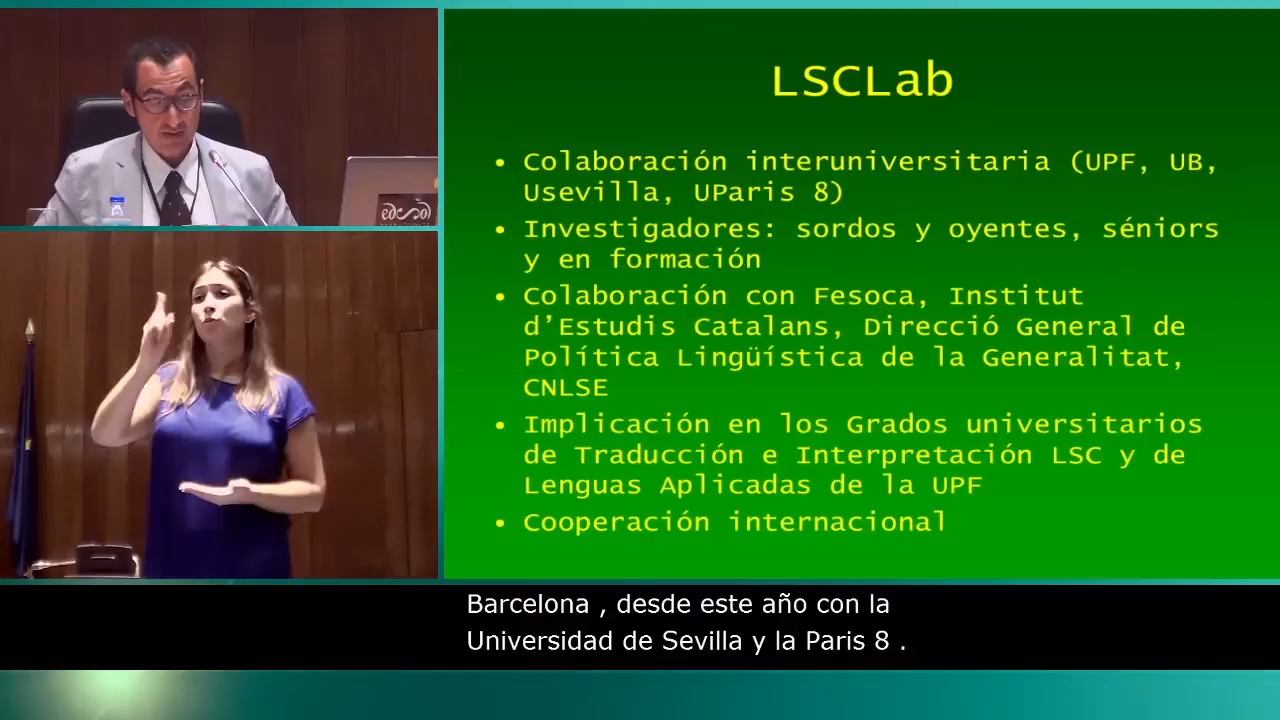 LSCLab
• Colaboración interuniversitaria (UPF, UB,
Usevilla, UParis 8)
• Investigadores: sordos y oyentes, séniors
y en formación
• Colaboración con Fesoca, Institut
d’Estudis Catalans, Direcció General de
Política Lingüística de la Generalitat,
CNLSE
• Implicación en los Grados universitarios
de Traducción e Interpretación LSC y de
Lenguas Aplicadas de la UPF
• Cooperación internacional
Barcelona , desde este año con la
Universidad de Sevilla y la Paris 8 .